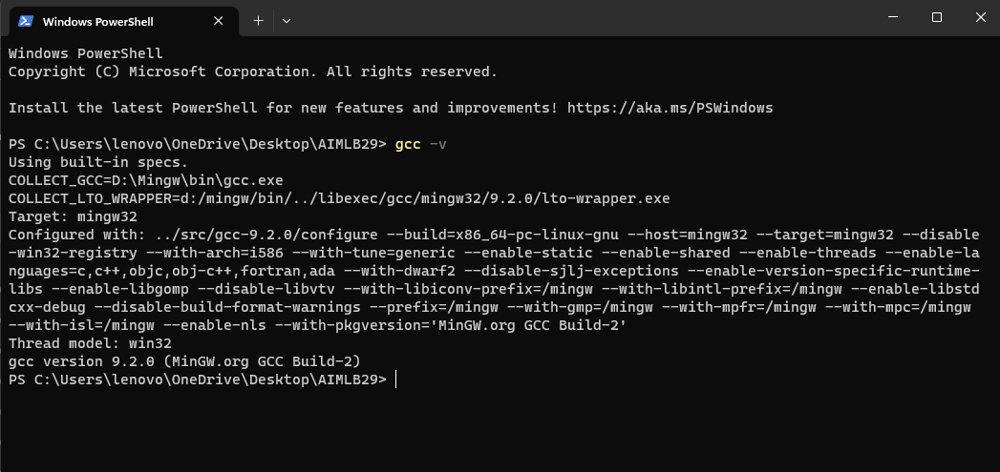 Windows PowerShell
Windows PowerShell
Copyright (C) Microsoft Corporation. All rights reserved.
Install the latest PowerShell for new features and improvements! https://aka.ms/PSWindows
PS C:\Users\lenovo\OneDrive\Desktop\AIMLB29> gcc -v
Using built-in specs.
COLLECT_GCC=D:\Mingw\bin\gcc.exe
COLLECT_LTO_WRAPPER=d:/mingw/bin/../libexec/gcc/mingw32/9.2.0/lto-wrapper.exe
Target: mingw32
Configured with: ../src/gcc-9.2.0/configure --build=x86_64-pc-linux-gnu --host=mingw32 --target=mingw32 --disable
-win32-registry --with-arch=i586 --with-tune=generic --enable-static --enable-shared --enable-threads --enable-la
nguages=c,c++,objc,obj-c++,fortran,ada --with-dwarf2 --disable-sjlj-exceptions --enable-version-specific-runtime-
libs --enable-libgomp --disable-libvtv --with-libiconv-prefix=/mingw --with-libintl-prefix=/mingw --enable-libstd
cxx-debug --disable-build-format-warnings --prefix=/mingw --with-gmp=/mingw --with-mpfr=/mingw --with-mpc=/mingw
--with-isl=/mingw --enable-nls --with-pkgversion='MinGW.org GCC Build-2'
Thread model: win32
gcc version 9.2.0 (MinGW.org GCC Build-2)
PS C:\Users\lenovo\OneDrive\Desktop\AIMLB29>